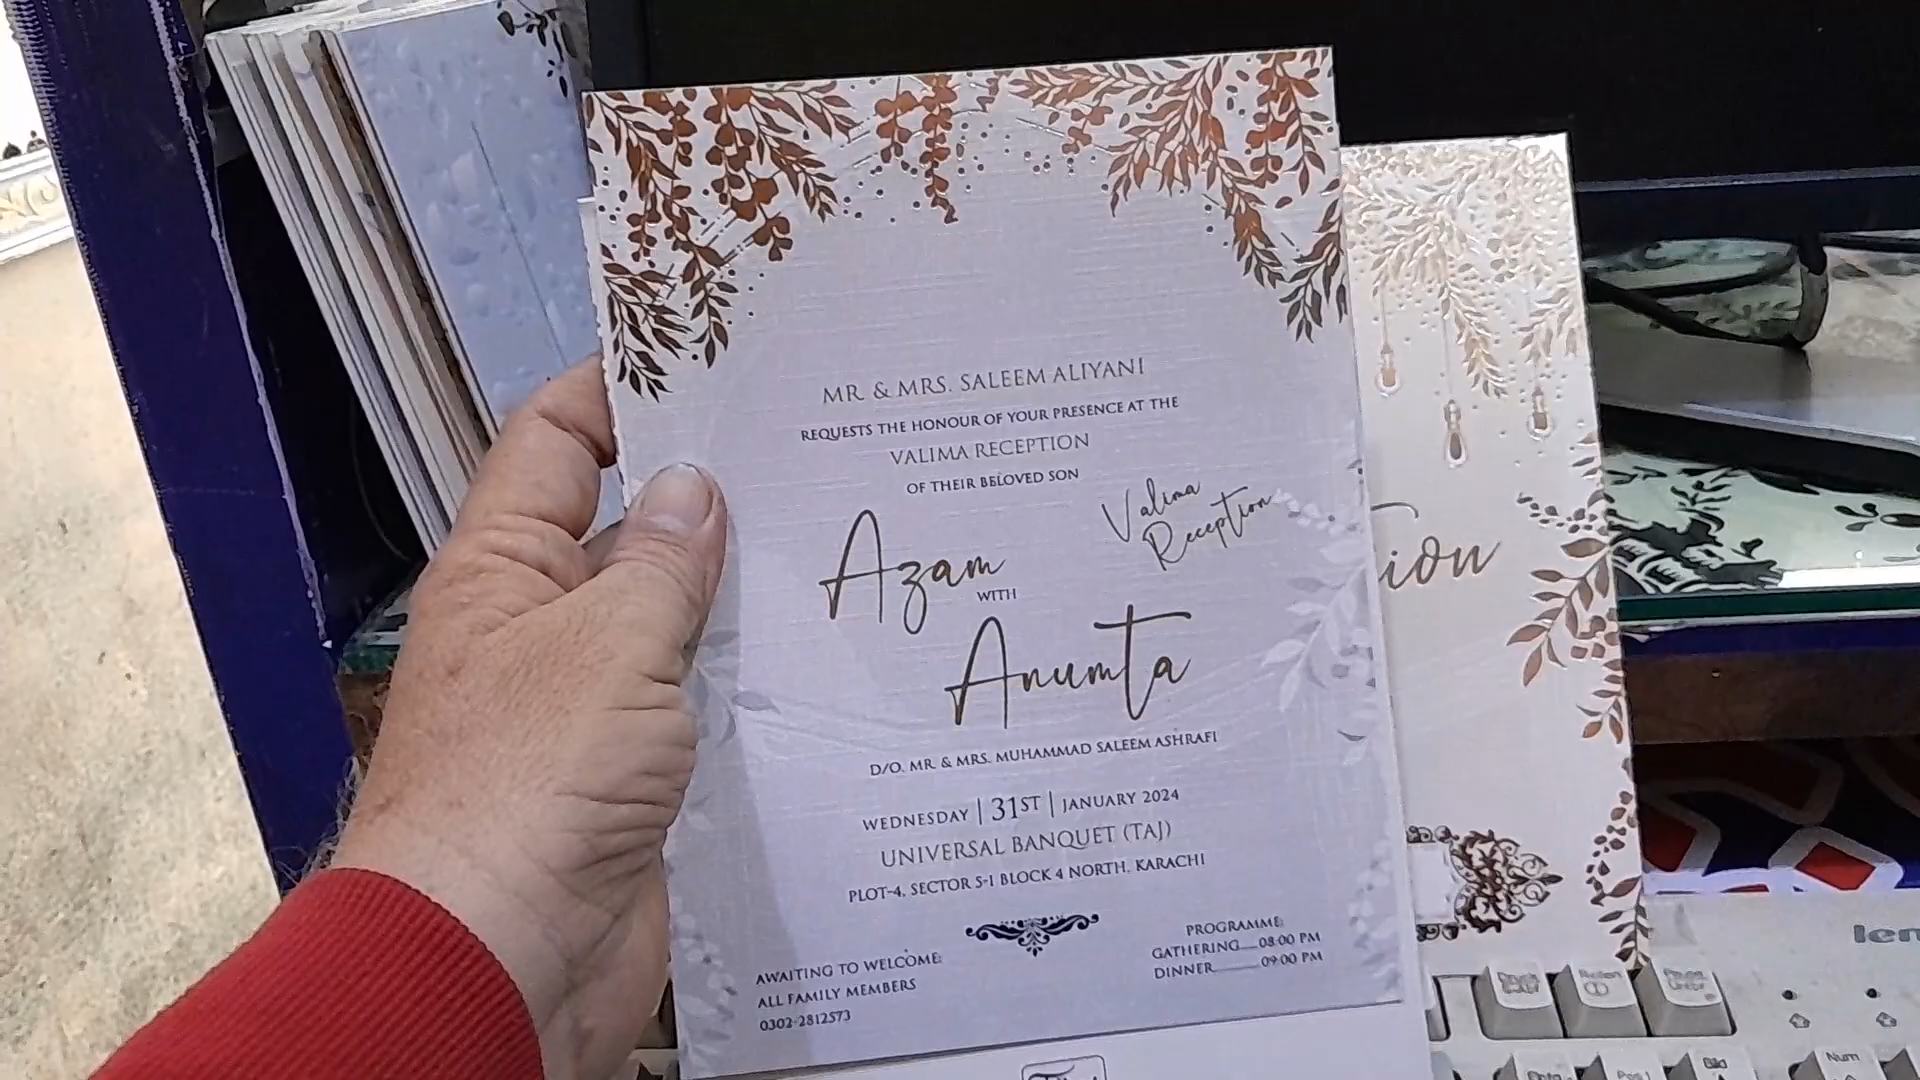 MR. & MRS. SALEEM ALIYANI
REQUESTS THE HONOUR OF YOUR PRESENCE AT THE
VALIMA RECEPTION
OF THEIR BELOVED SON
Valima
Reception
Azam
WITH
Anumta
D/O. MR. & MRS. MUHAMMAD SALEEM ASHRAFI
WEDNESDAY | 31ST | JANUARY 2024
UNIVERSAL BANQUET (TAJ)
PLOT-4, SECTOR 5-1 BLOCK 4 NORTH, KARACHI
AWAITING TO WELCOME:
ALL FAMILY MEMBERS
0302-2812573
PROGRAMME:
GATHERING.....08:00 PM
DINNER..........09:00 PM
tion
len
Num